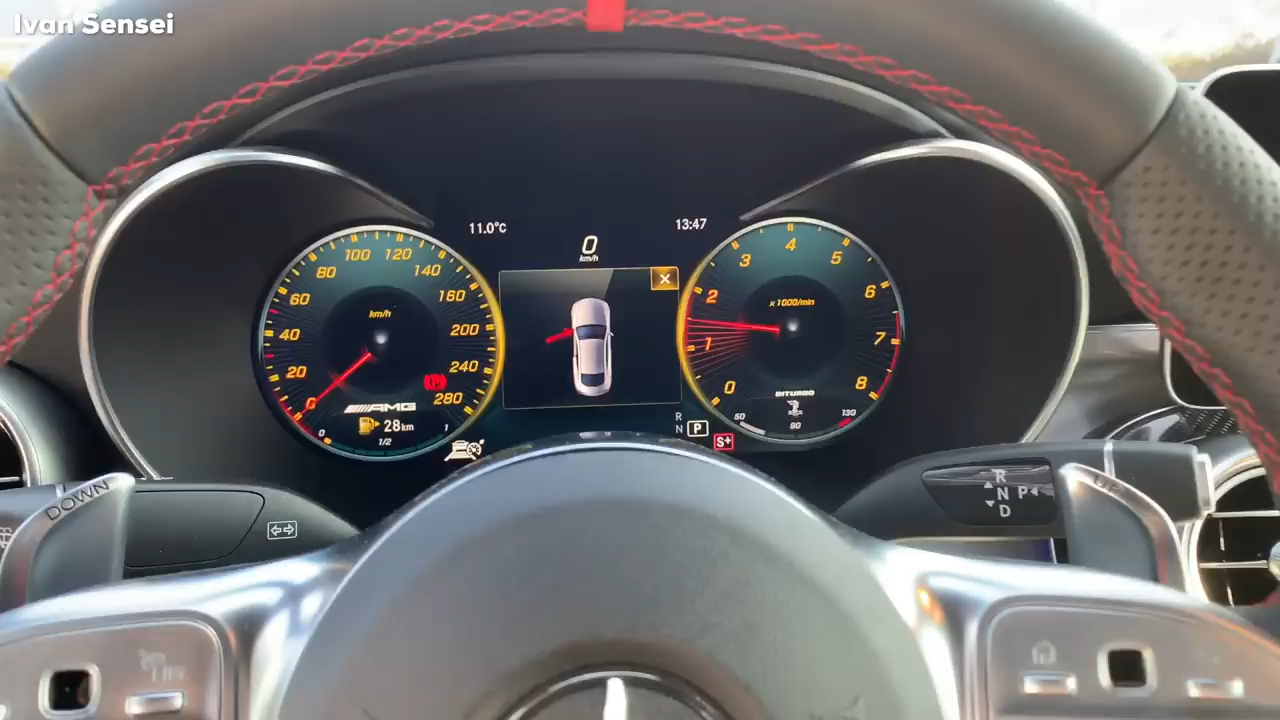 Ivan Sensei
11.0°C
13:47
0
km/h
0 20 40 60 80 100 120 140 160 200 240 280
km/h
AMG
28km
0 1/2 1
0 1 2 3 4 5 6 7 8
x1000/min
BITURBO
50 90 130
R
N P
S+
DOWN
UP
R
N P
D